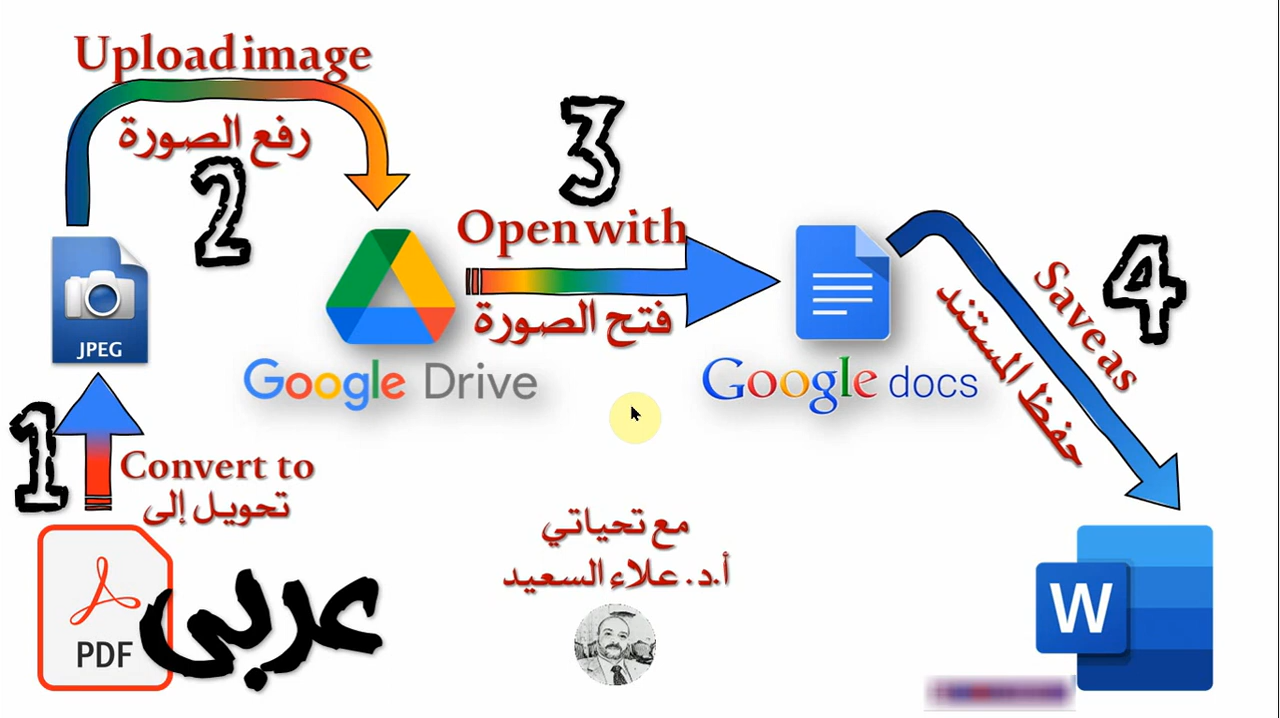 Upload image
رفع الصورة
2
3
Open with
فتح الصورة
4
Save as
حفظ المستند
JPEG
Google Drive
Google docs
1
Convert to
تحويل إلى
PDF
عربى
مع تحياتي
أ.د. علاء السعيد
W